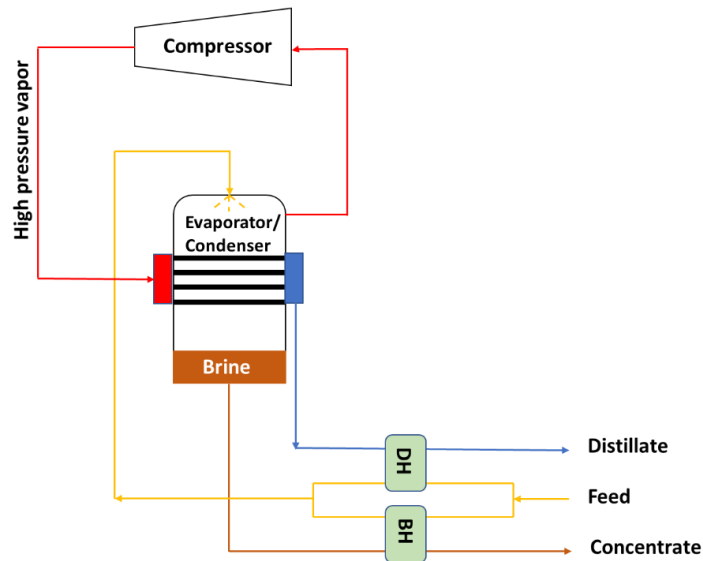 Compressor
High pressure vapor
Evaporator/
Condenser
Brine
DH
Distillate
Feed
BH
Concentrate